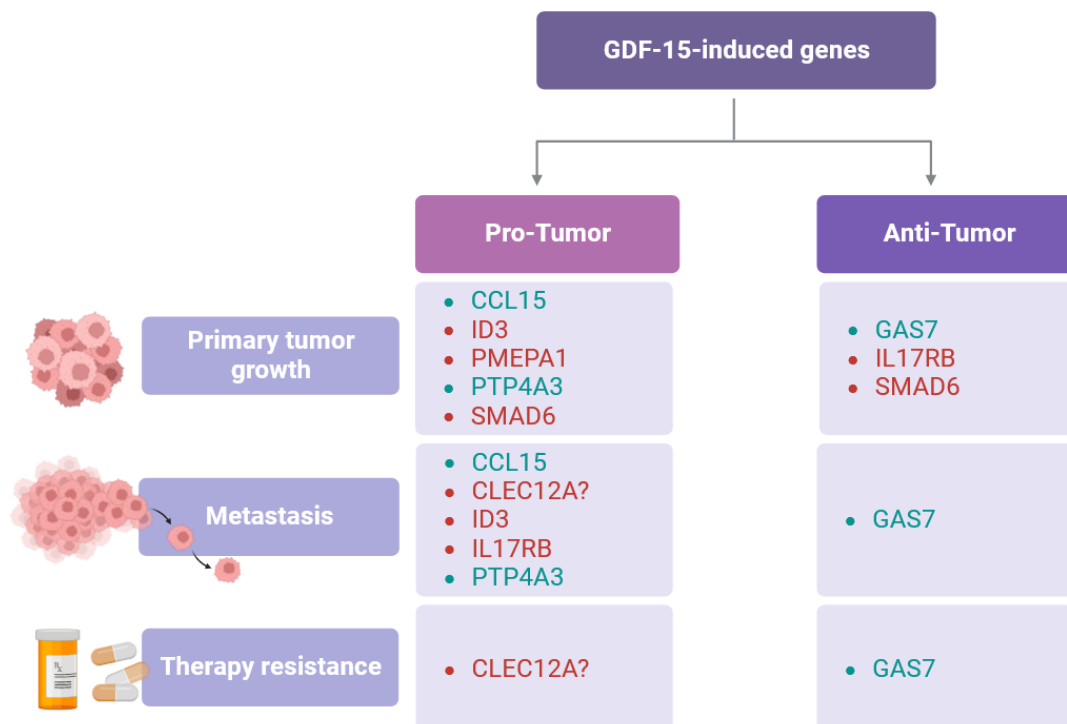 GDF-15-induced genes
Pro-Tumor
Anti-Tumor
Primary tumor
growth
• CCL15
• ID3
• PMEPA1
• PTP4A3
• SMAD6
• GAS7
• IL17RB
• SMAD6
Metastasis
• CCL15
• CLEC12A?
• ID3
• IL17RB
• PTP4A3
• GAS7
Rx
Therapy resistance
• CLEC12A?
• GAS7